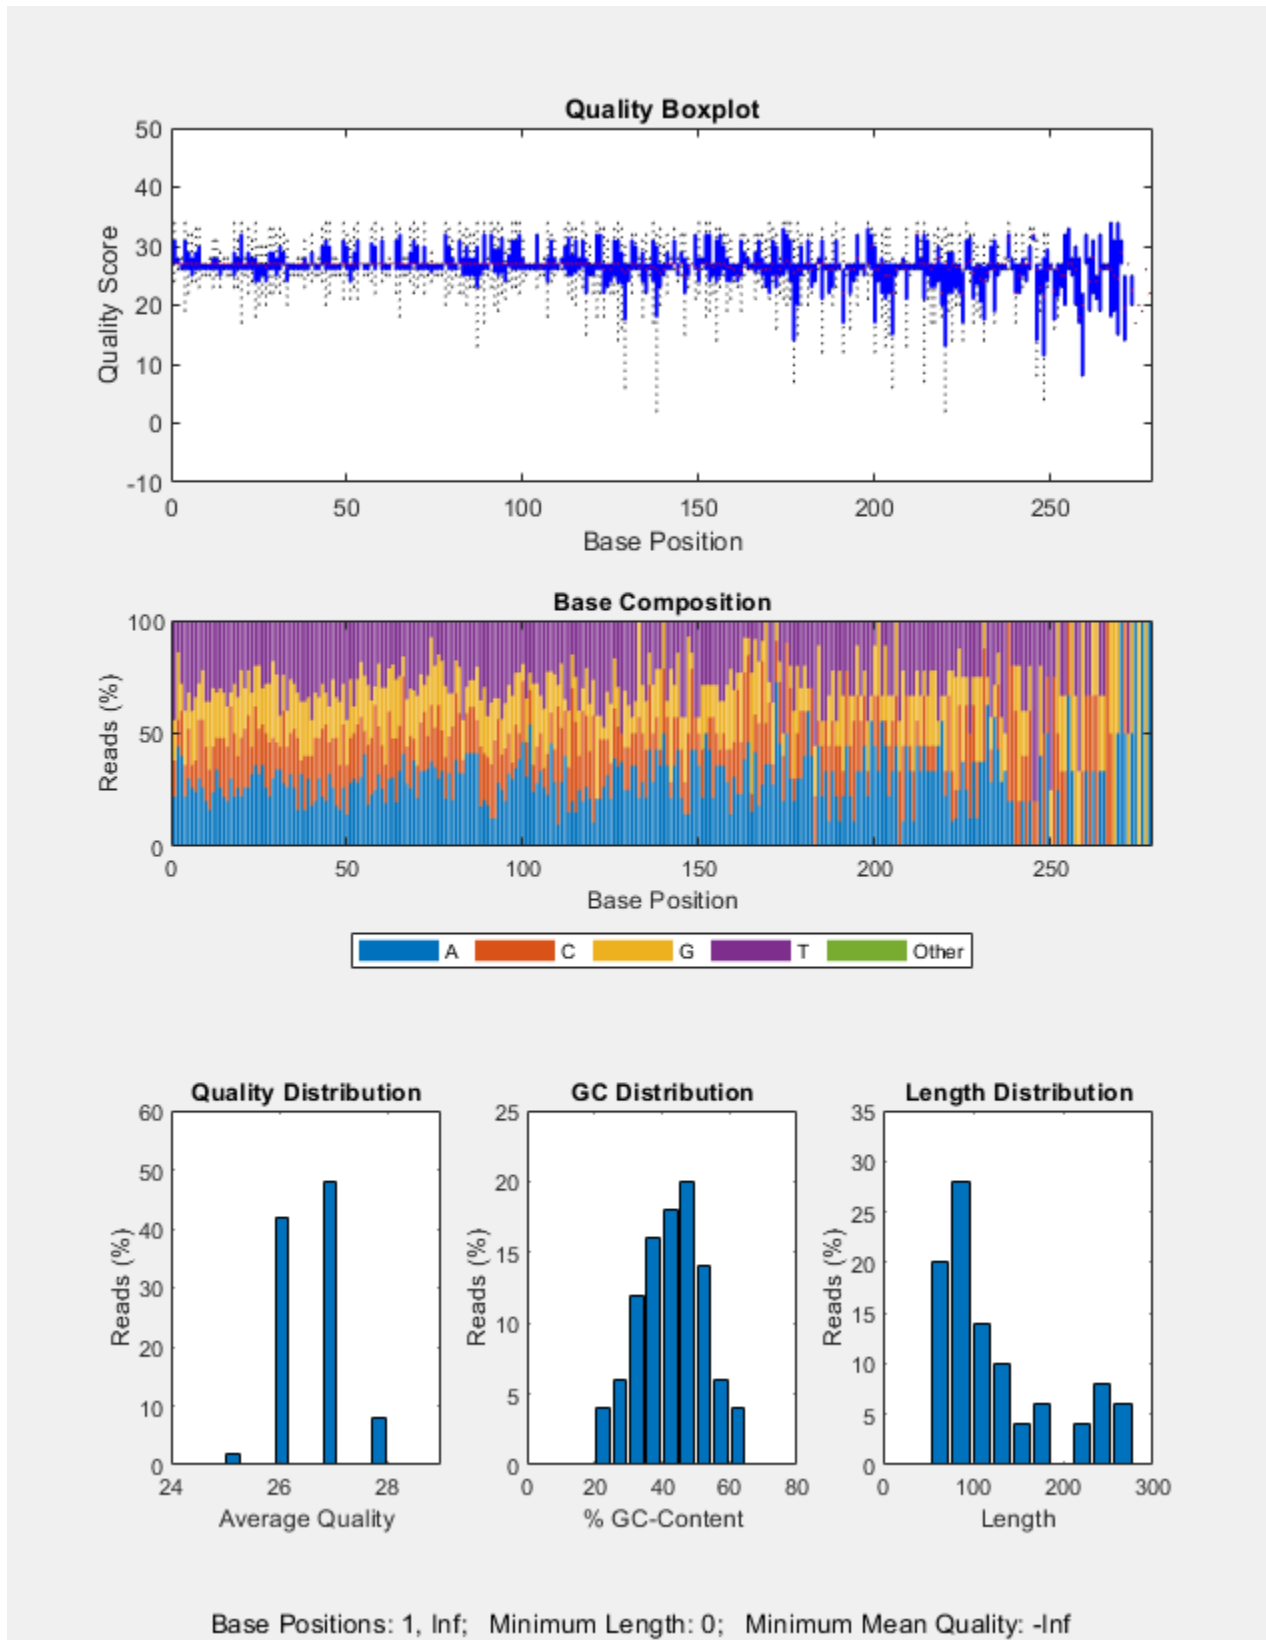 Quality Boxplot
50
40
30
20
10
0
-10
Quality Score
0 50 100 150 200 250
Base Position
Base Composition
100
50
0
Reads (%)
0 50 100 150 200 250
Base Position
A C G T Other
Quality Distribution
60
50
40
30
20
10
0
Reads (%)
24 26 28
Average Quality
GC Distribution
25
20
15
10
5
0
Reads (%)
0 20 40 60 80
% GC-Content
Length Distribution
35
30
25
20
15
10
5
0
Reads (%)
0 100 200 300
Length
Base Positions: 1, Inf; Minimum Length: 0; Minimum Mean Quality: -Inf